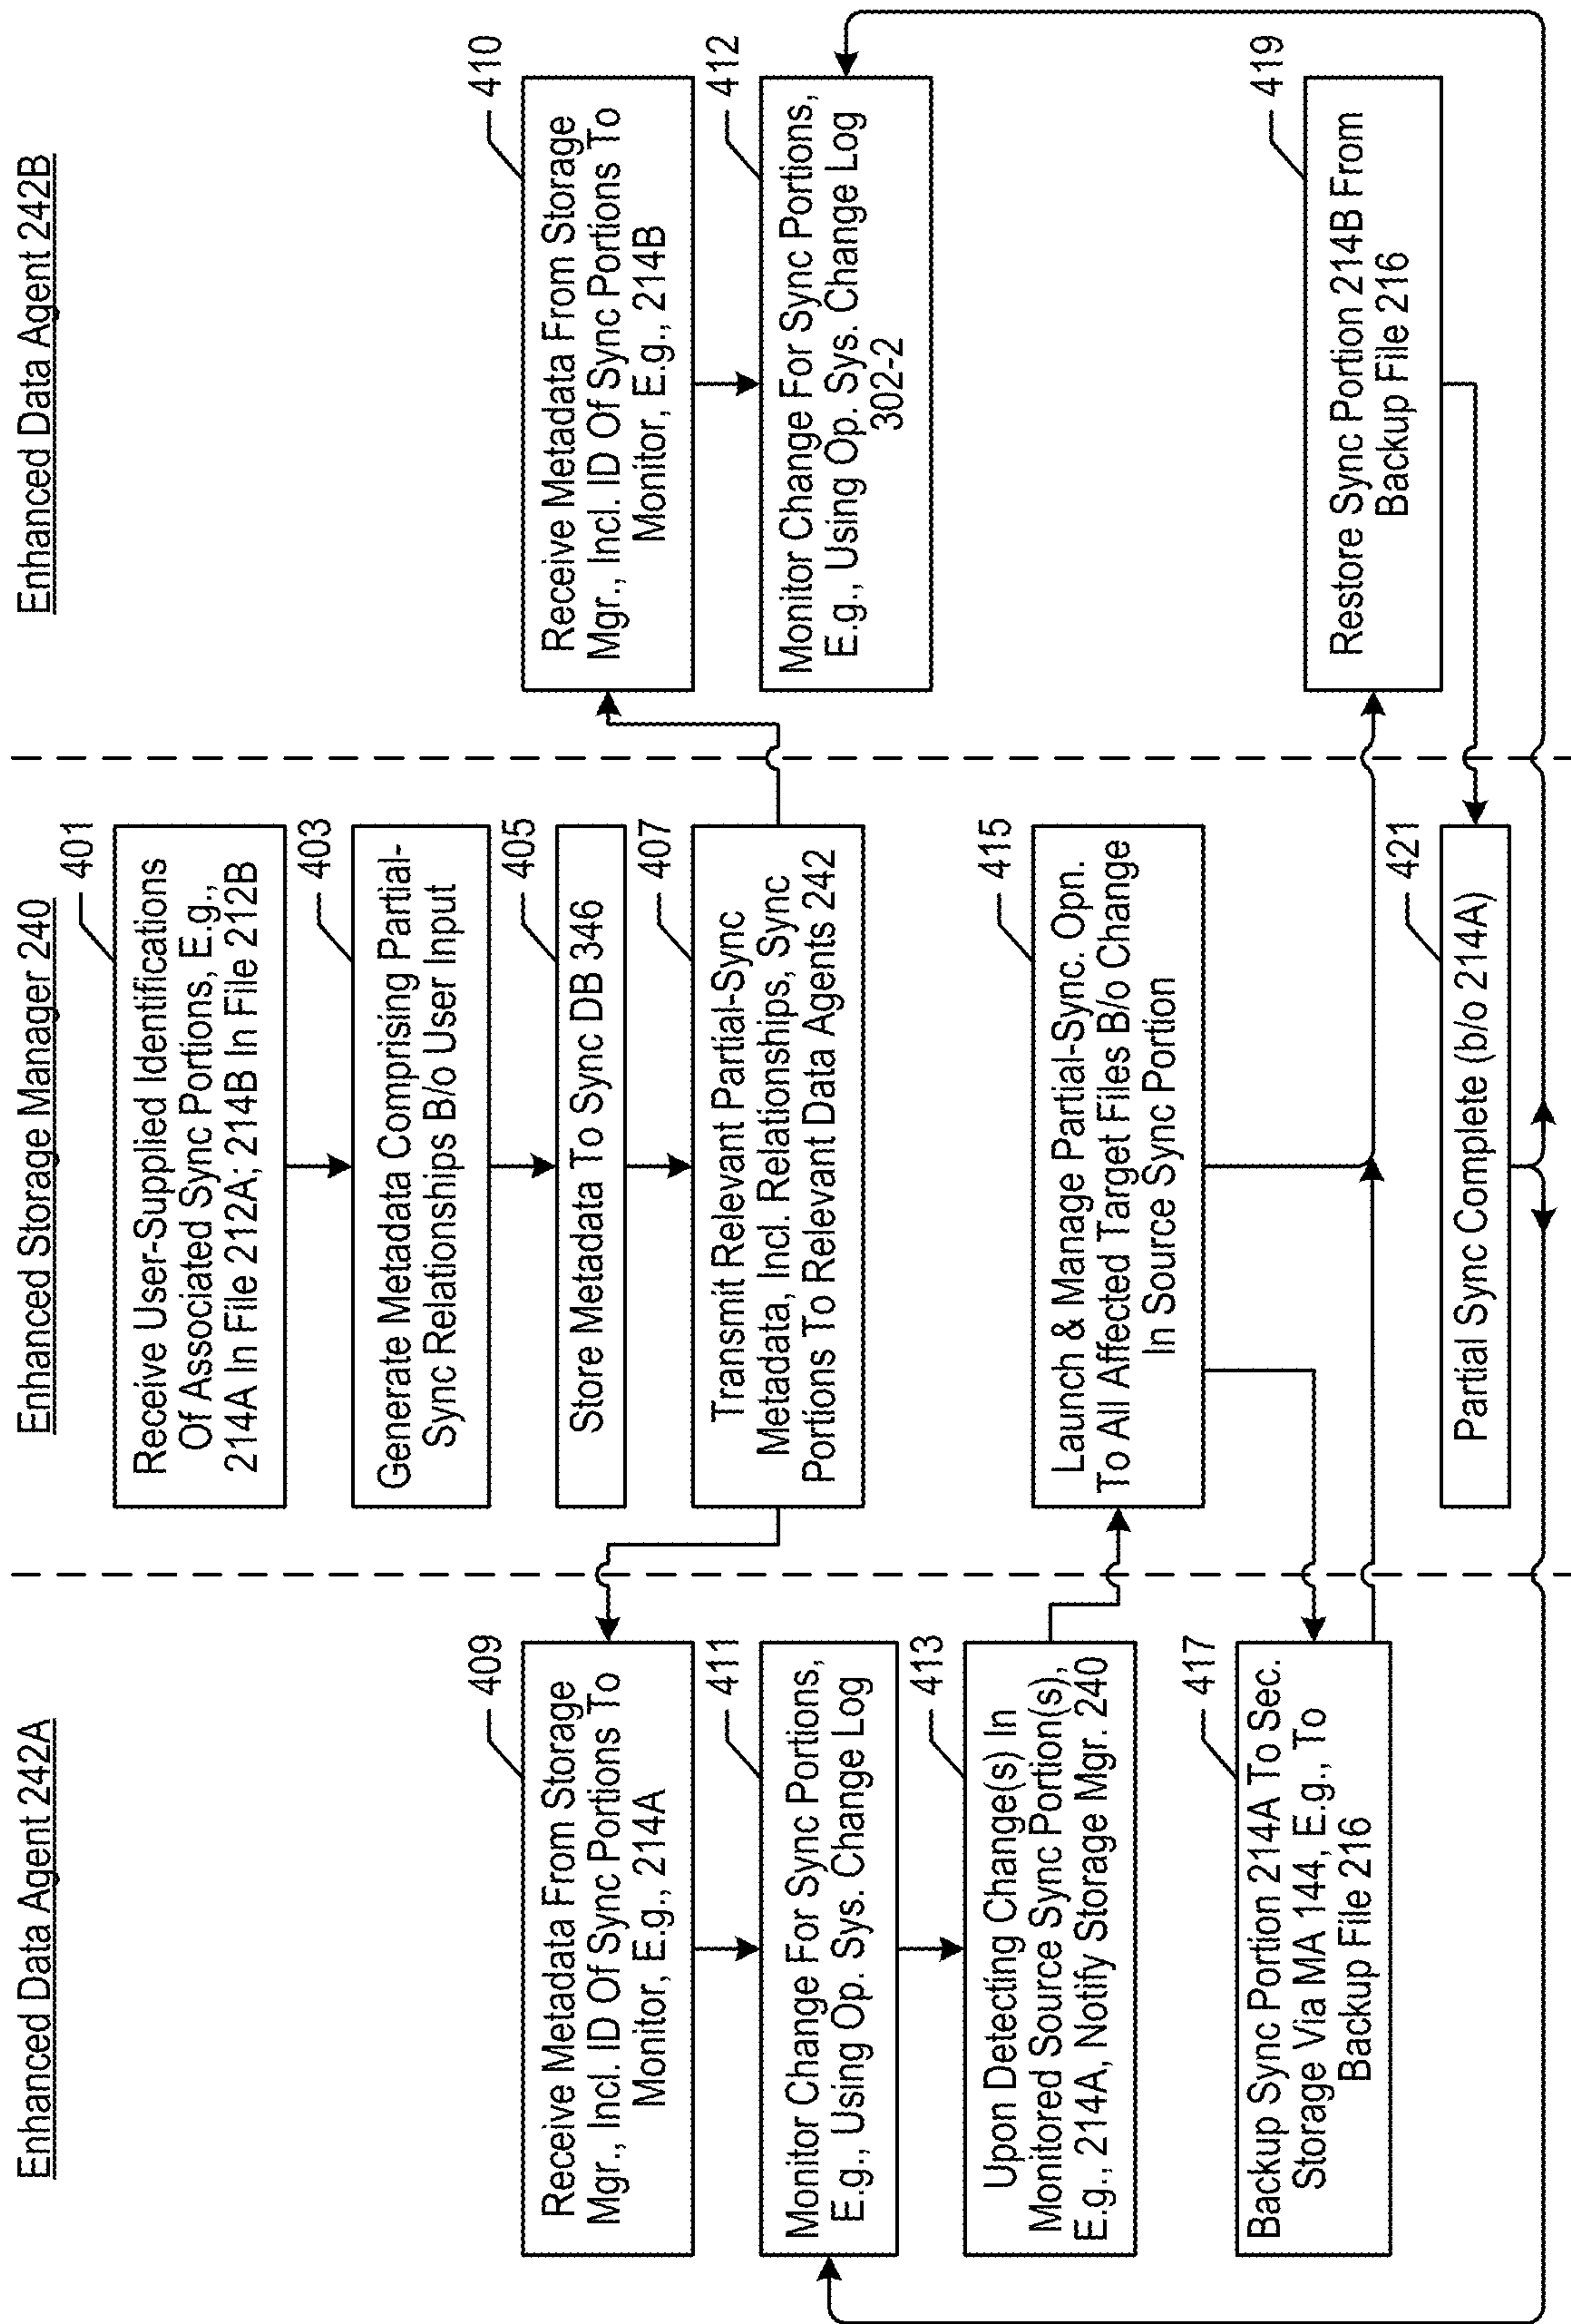 Enhanced Data Agent 242A
Enhanced Storage Manager 240
Enhanced Data Agent 242B
401
Receive User-Supplied Identifications
Of Associated Sync Portions, E.g.,
214A In File 212A; 214B In File 212B
403
Generate Metadata Comprising Partial-
Sync Relationships B/o User Input
405
Store Metadata To Sync DB 346
407
Transmit Relevant Partial-Sync
Metadata, Incl. Relationships, Sync
Portions To Relevant Data Agents 242
409
Receive Metadata From Storage
Mgr., Incl. ID Of Sync Portions To
Monitor, E.g., 214A
410
Receive Metadata From Storage
Mgr., Incl. ID Of Sync Portions To
Monitor, E.g., 214B
411
Monitor Change For Sync Portions,
E.g., Using Op. Sys. Change Log
412
Monitor Change For Sync Portions,
E.g., Using Op. Sys. Change Log
302-2
413
Upon Detecting Change(s) In
Monitored Source Sync Portion(s),
E.g., 214A, Notify Storage Mgr. 240
415
Launch & Manage Partial-Sync. Opn.
To All Affected Target Files B/o Change
In Source Sync Portion
417
Backup Sync Portion 214A To Sec.
Storage Via MA 144, E.g., To
Backup File 216
419
Restore Sync Portion 214B From
Backup File 216
421
Partial Sync Complete (b/o 214A)